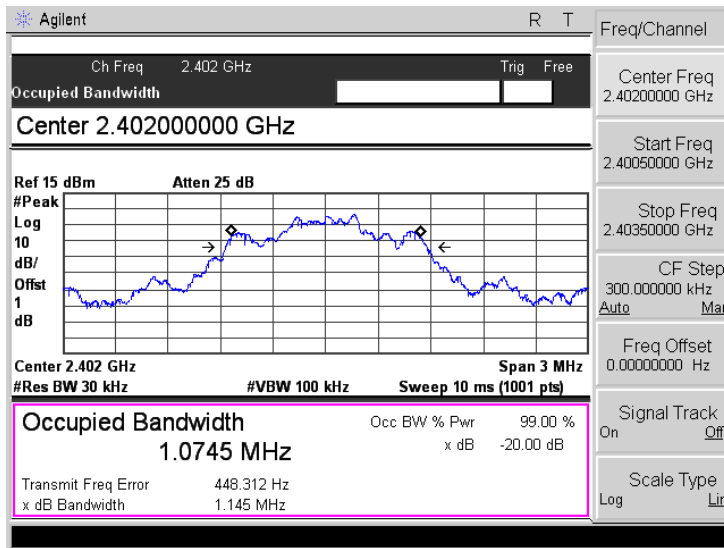 Agilent R T
Freq/Channel
Ch Freq 2.402 GHz Trig Free
Occupied Bandwidth
Center 2.402000000 GHz
Center Freq
2.40200000 GHz
Start Freq
2.40050000 GHz
Stop Freq
2.40350000 GHz
CF Step
300.000000 kHz
Auto Man
Freq Offset
0.00000000 Hz
Signal Track
On Off
Scale Type
Log Lin
Ref 15 dBm Atten 25 dB
#Peak
Log
10
dB/
Offst
1
dB
Center 2.402 GHz Span 3 MHz
#Res BW 30 kHz #VBW 100 kHz Sweep 10 ms (1001 pts)
Occupied Bandwidth Occ BW % Pwr 99.00 %
1.0745 MHz x dB -20.00 dB
Transmit Freq Error 448.312 Hz
x dB Bandwidth 1.145 MHz